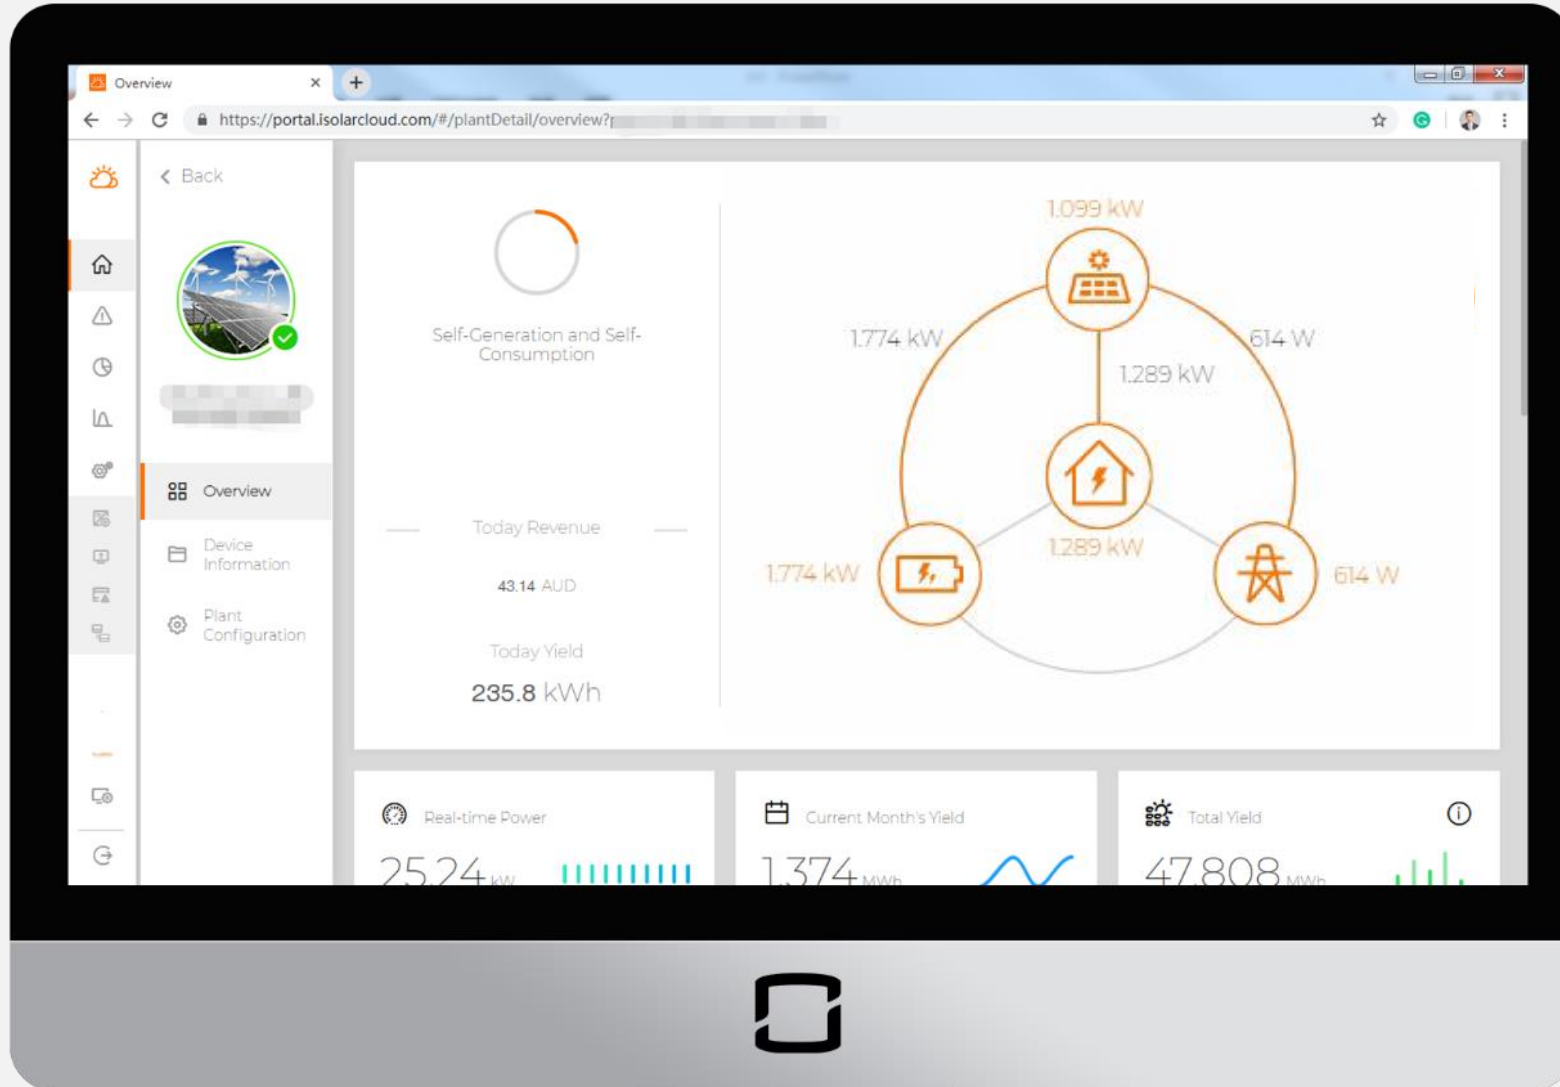 Overview
https://portal.isolarcloud.com/#/plantDetail/overview?
Back
Overview
Device
Information
Plant
Configuration
Self-Generation and Self-
Consumption
Today Revenue
43.14 AUD
Today Yield
235.8 kWh
1.099 kW
1.774 kW
614 W
1.289 kW
1.289 kW
1.774 kW
614 W
Real-time Power
25.24 kW
Current Month's Yield
1.374 MWh
Total Yield
47.808 MWh